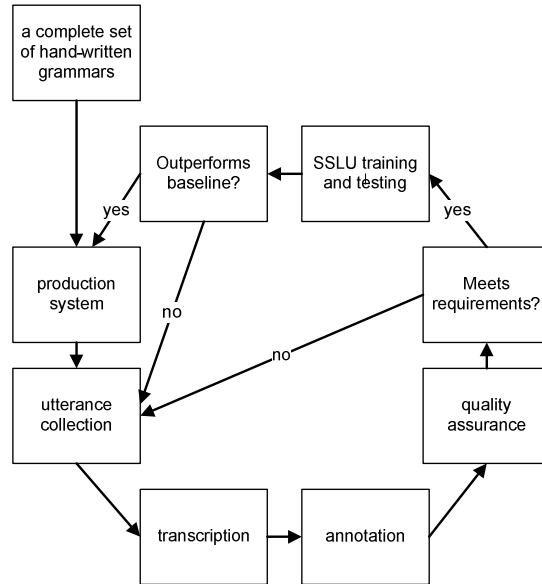 a complete set
of hand-written
grammars
Outperforms
baseline?
SSLU training
and testing
yes
yes
production
system
Meets
requirements?
no
no
utterance
collection
quality
assurance
transcription
annotation